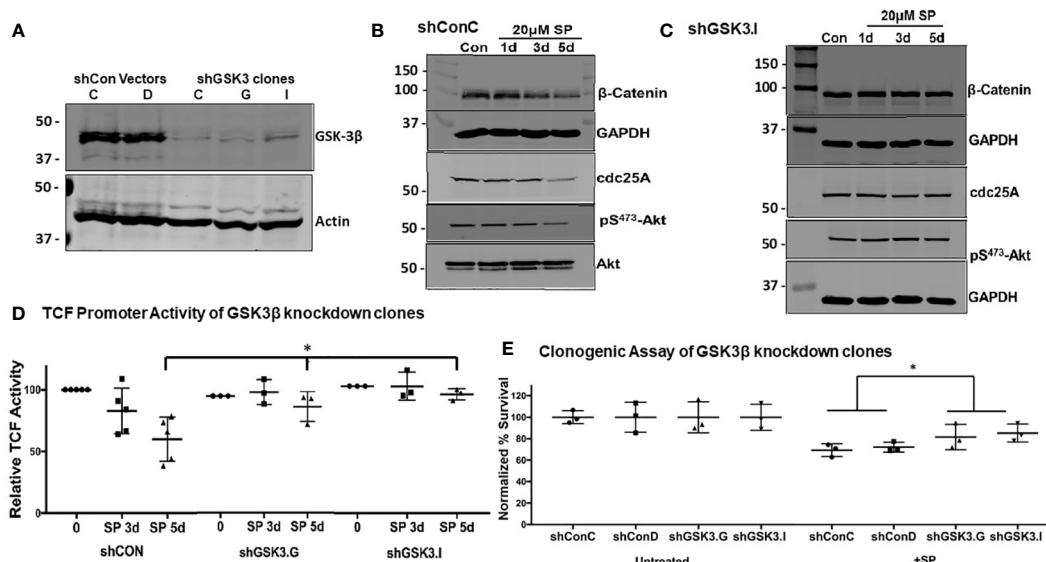 A
shCon Vectors shGSK3 clones
C D C G I
50 -
GSK-3β
37 -
50 -
Actin
37 -
B
shConC
20μM SP
Con 1d 3d 5d
150 -
100 -
β-Catenin
37 -
GAPDH
cdc25A
50 -
pS473-Akt
Akt
50 -
C
shGSK3.I
20μM SP
Con 1d 3d 5d
150 -
100 -
β-Catenin
37 -
GAPDH
cdc25A
50 -
50 -
pS473-Akt
37 -
GAPDH
D TCF Promoter Activity of GSK3β knockdown clones
*
Relative TCF Activity
100
50
0
0 SP 3d SP 5d 0 SP 3d SP 5d 0 SP 3d SP 5d
shCON shGSK3.G shGSK3.I
E Clonogenic Assay of GSK3β knockdown clones
*
Normalized % Survival
120
100
80
60
40
20
0
shConC shConD shGSK3.G shGSK3.I shConC shConD shGSK3.G shGSK3.I
Untreated +SP